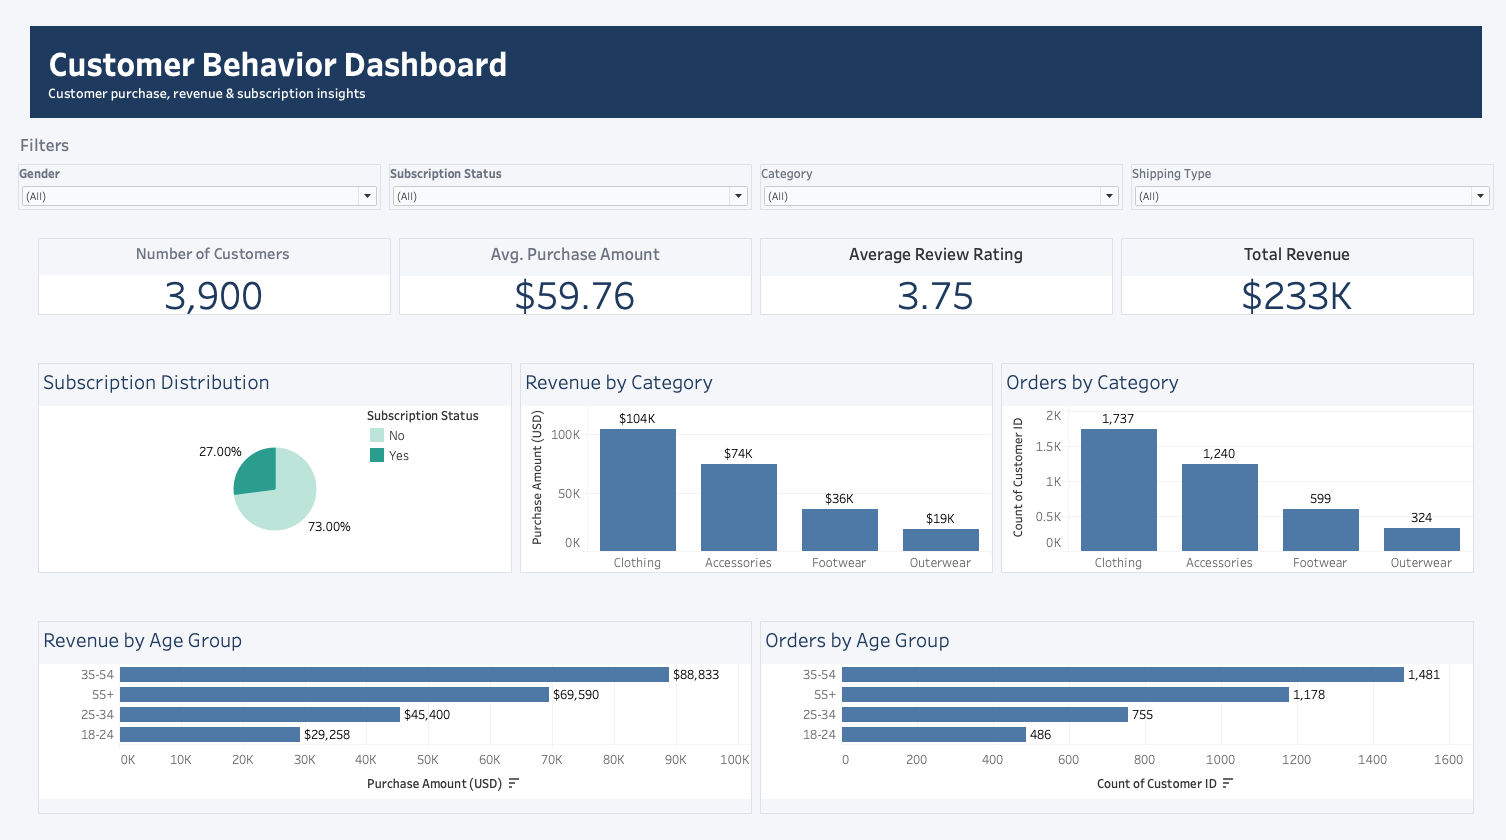 Customer Behavior Dashboard
Customer purchase, revenue & subscription insights
Filters
Gender
(All)
Subscription Status
(All)
Category
(All)
Shipping Type
(All)
Number of Customers
3,900
Avg. Purchase Amount
$59.76
Average Review Rating
3.75
Total Revenue
$233K
Subscription Distribution
Subscription Status
No
Yes
27.00%
73.00%
Revenue by Category
Purchase Amount (USD)
100K
50K
0K
$104K
$74K
$36K
$19K
Clothing
Accessories
Footwear
Outerwear
Orders by Category
Count of Customer ID
2K
1.5K
1K
0.5K
0K
1,737
1,240
599
324
Clothing
Accessories
Footwear
Outerwear
Revenue by Age Group
35-54 $88,833
55+ $69,590
25-34 $45,400
18-24 $29,258
0K 10K 20K 30K 40K 50K 60K 70K 80K 90K 100K
Purchase Amount (USD)
Orders by Age Group
35-54 1,481
55+ 1,178
25-34 755
18-24 486
0 200 400 600 800 1000 1200 1400 1600
Count of Customer ID